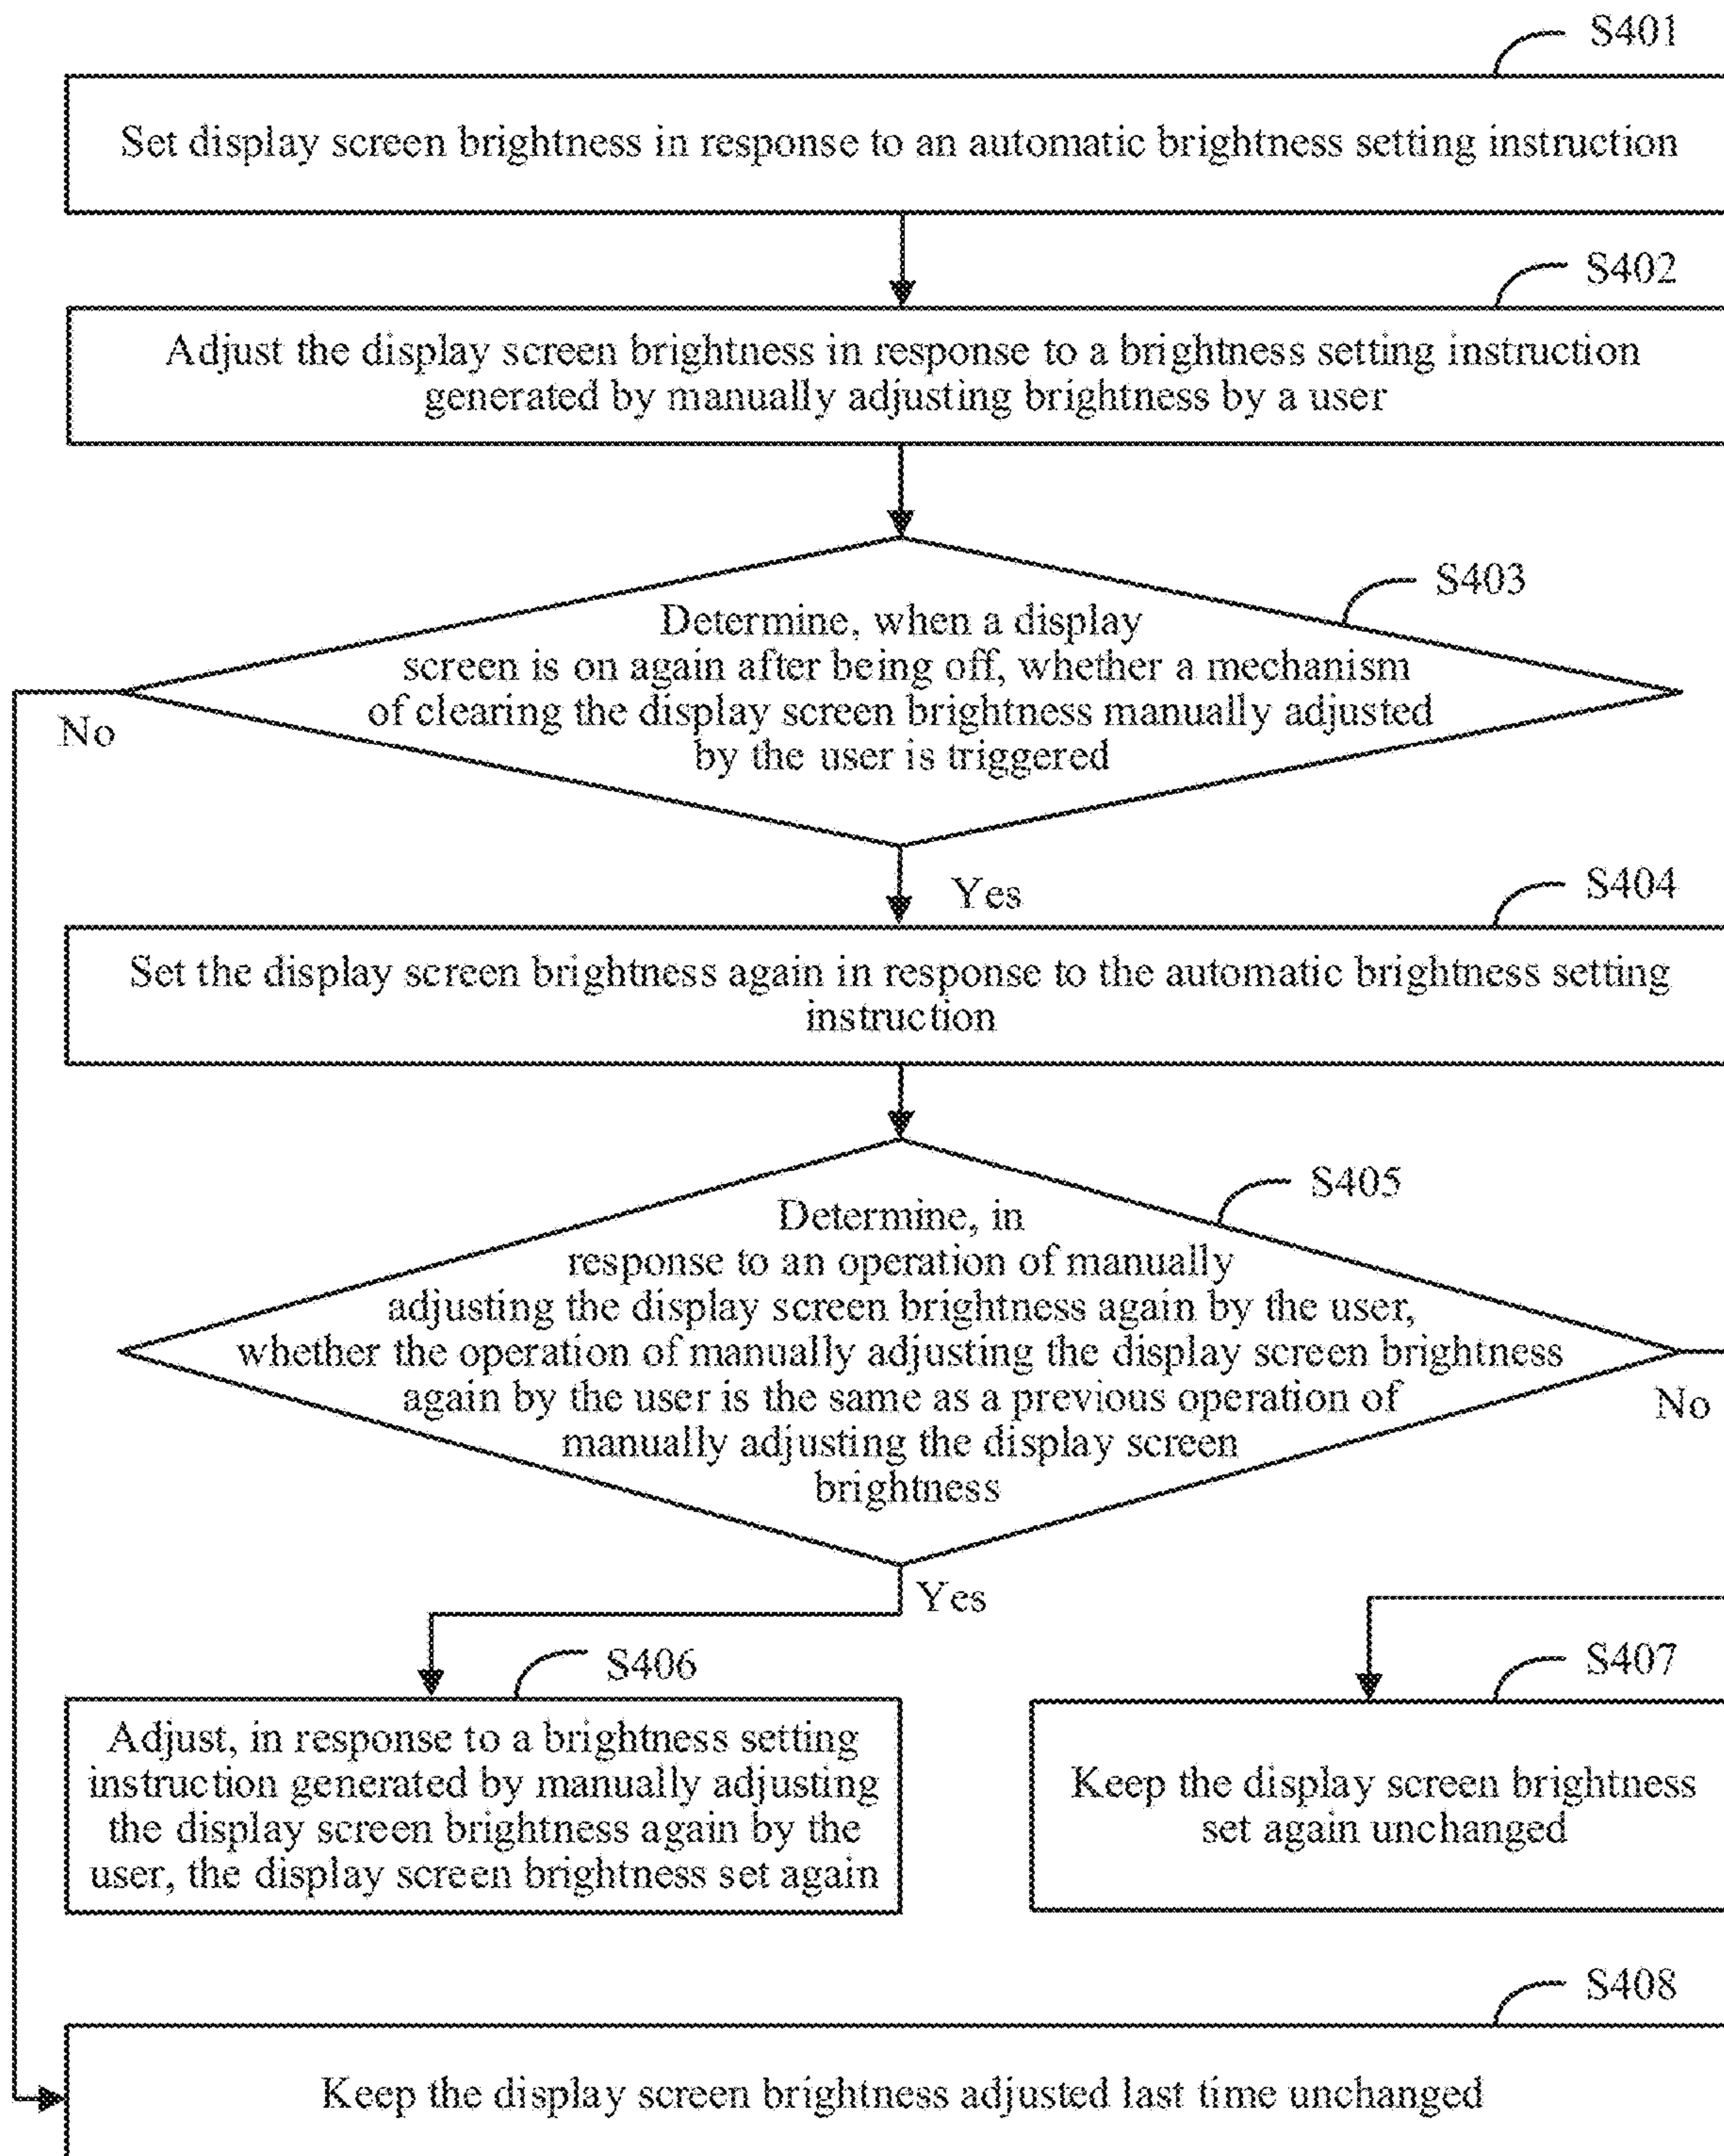 S401
Set display screen brightness in response to an automatic brightness setting instruction
S402
Adjust the display screen brightness in response to a brightness setting instruction
generated by manually adjusting brightness by a user
S403
Determine, when a display
screen is on again after being off, whether a mechanism
of clearing the display screen brightness manually adjusted
by the user is triggered
No
Yes
S404
Set the display screen brightness again in response to the automatic brightness setting
instruction
S405
Determine, in
response to an operation of manually
adjusting the display screen brightness again by the user,
whether the operation of manually adjusting the display screen brightness
again by the user is the same as a previous operation of
manually adjusting the display screen
brightness
No
Yes
S406
Adjust, in response to a brightness setting
instruction generated by manually adjusting
the display screen brightness again by the
user, the display screen brightness set again
S407
Keep the display screen brightness
set again unchanged
S408
Keep the display screen brightness adjusted last time unchanged